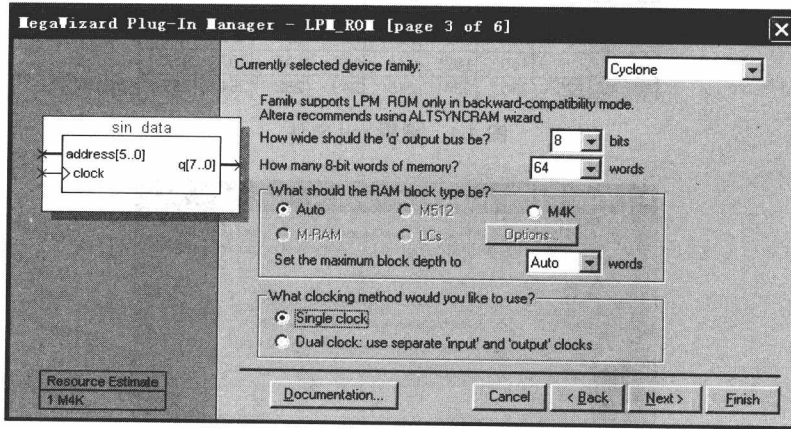 MegaWizard Plug-In Manager - LPM_ROM [page 3 of 6]
Currently selected device family:
Cyclone
Family supports LPM_ROM only in backward-compatibility mode.
Altera recommends using ALTSYNCRAM wizard.
sin_data
address[5..0]
q[7..0]
clock
How wide should the 'q' output bus be?
8
bits
How many 8-bit words of memory?
64
words
What should the RAM block type be?
Auto
M512
M4K
M-RAM
LCs
Options...
Set the maximum block depth to
Auto
words
What clocking method would you like to use?
Single clock
Dual clock: use separate 'input' and 'output' clocks
Resource Estimate
1 M4K
Documentation...
Cancel
< Back
Next >
Finish